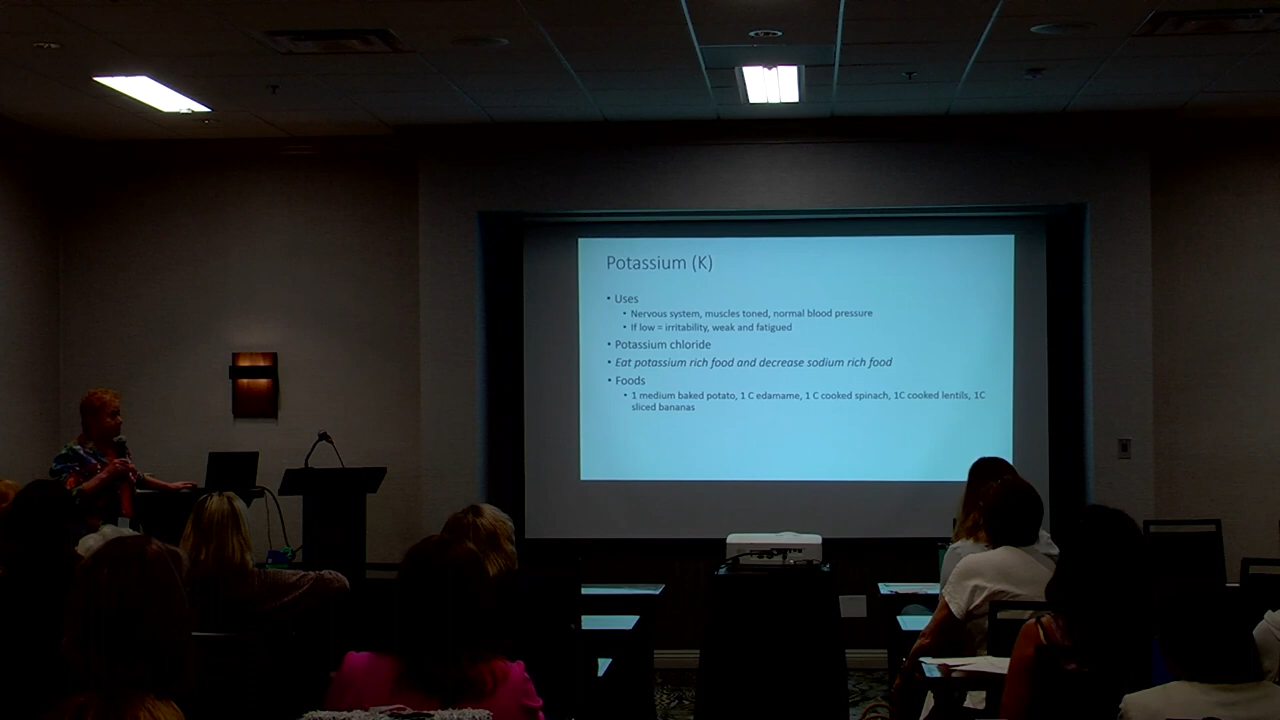 Potassium (K)
• Uses
• Nervous system, muscles toned, normal blood pressure
• If low = irritability, weak and fatigued
• Potassium chloride
• Eat potassium rich food and decrease sodium rich food
• Foods
• 1 medium baked potato, 1 C edamame, 1 C cooked spinach, 1C cooked lentils, 1C
sliced bananas